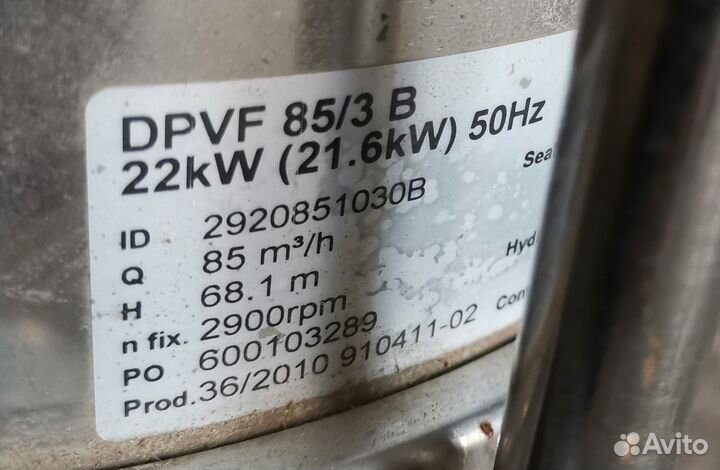 DPVF 85/3 B
22kW (21.6kW) 50Hz
Sea
ID 2920851030B
Q 85 m³/h
Hyd
H 68.1 m
n fix. 2900rpm
Con
PO 600103289
Prod. 36/2010 910411-02
Avito